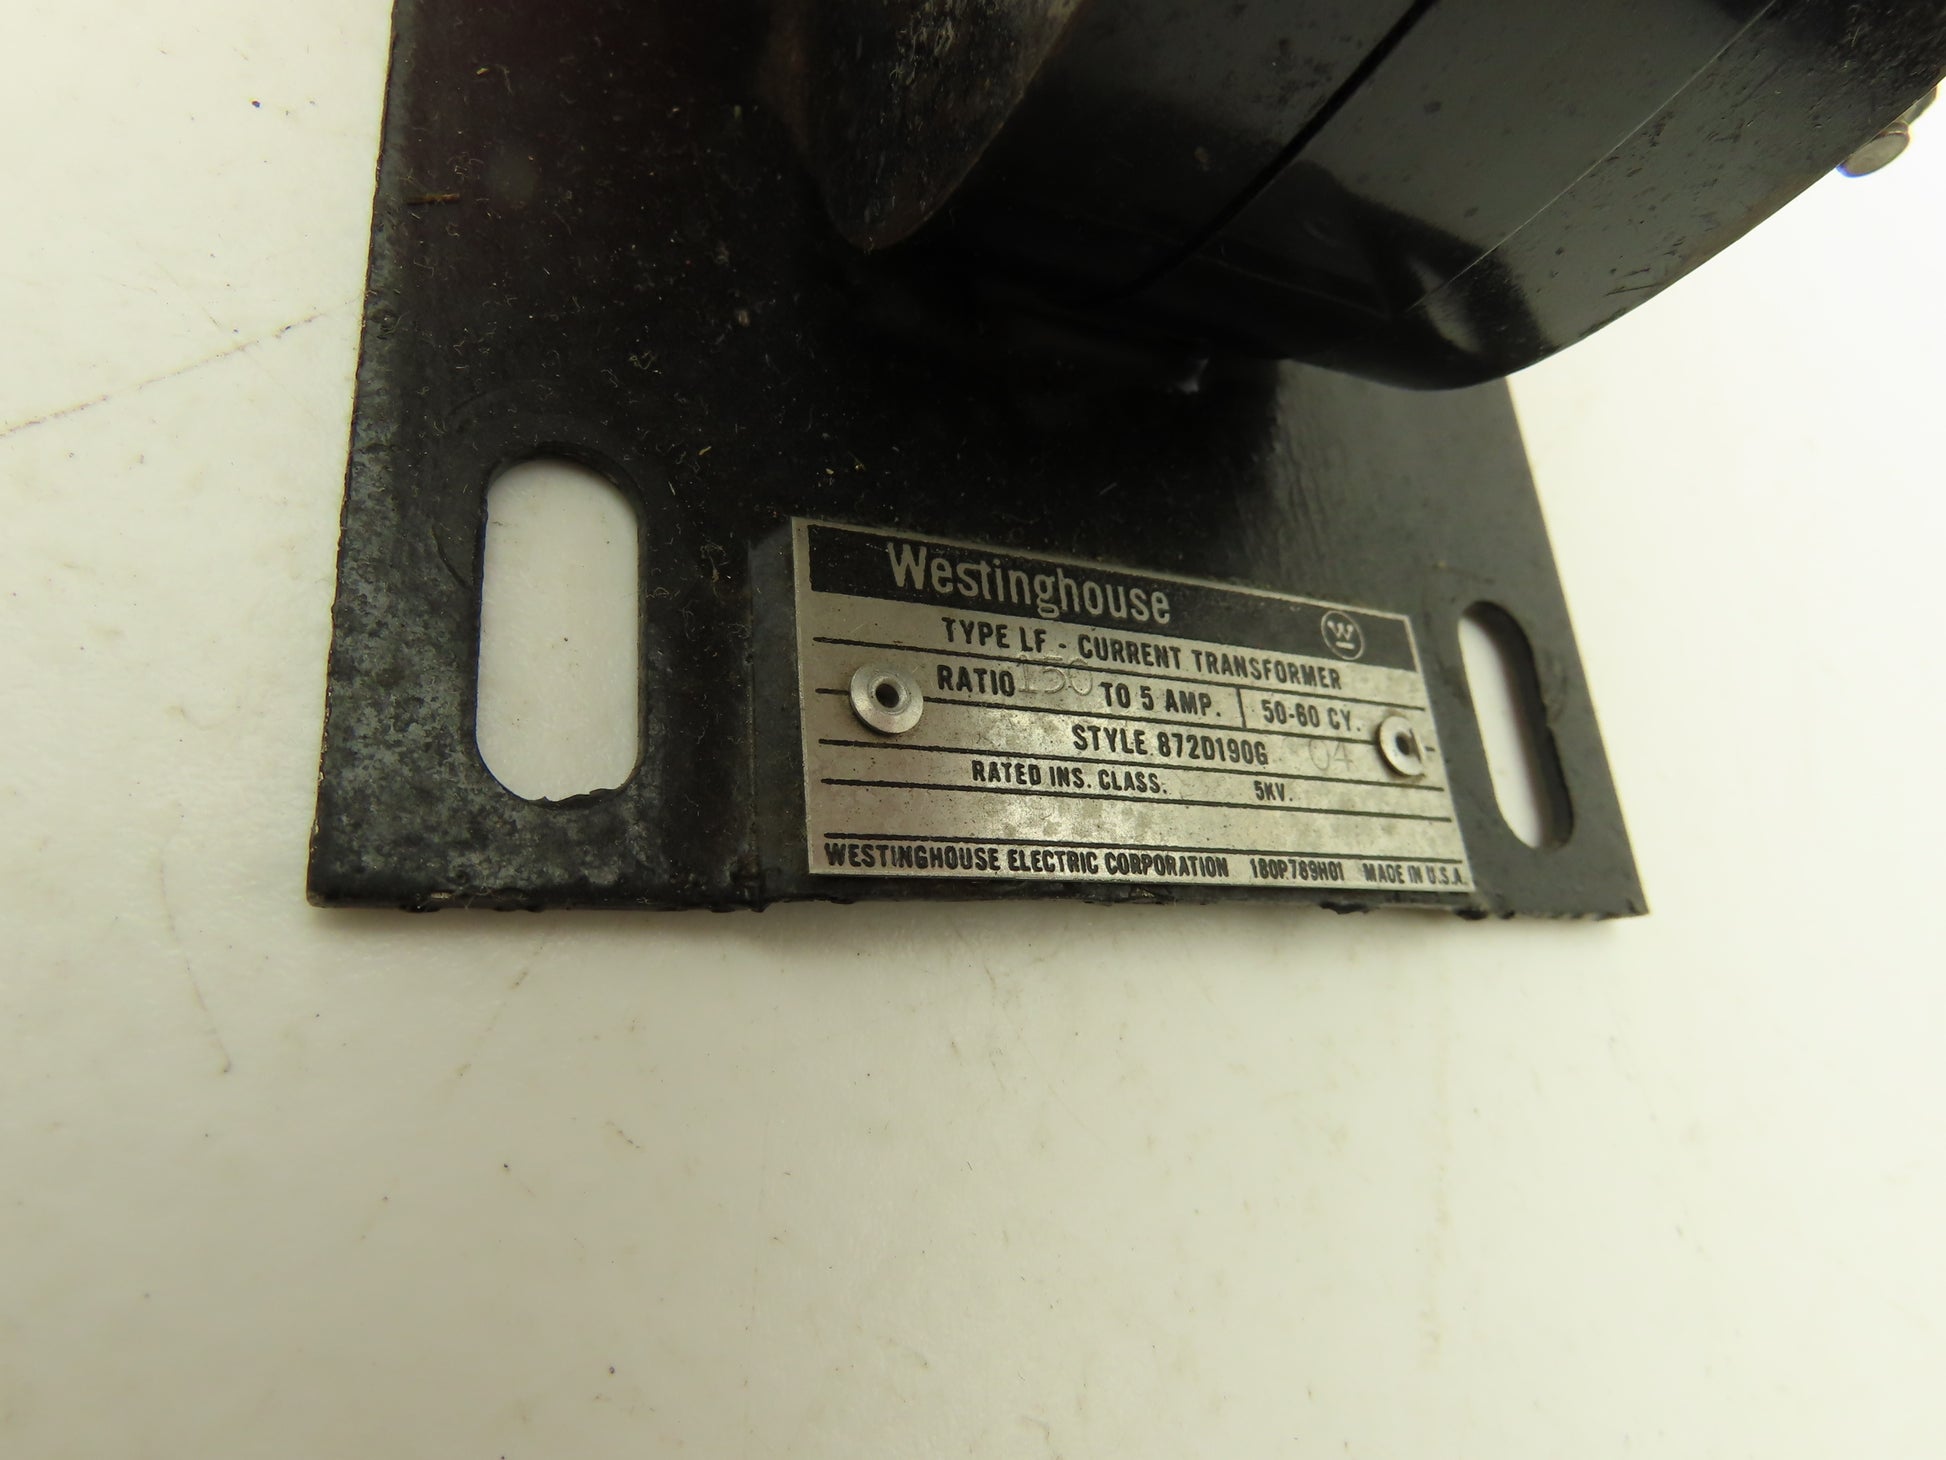 Westinghouse W
TYPE LF - CURRENT TRANSFORMER
RATIO 150 TO 5 AMP. 50-60 CY.
STYLE 872D190G 04
RATED INS. CLASS. 5KV.
WESTINGHOUSE ELECTRIC CORPORATION 180P789H01 MADE IN U.S.A.